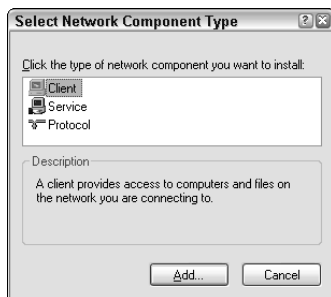 Select Network Component Type
Click the type of network component you want to install:
Client
Service
Protocol
Description
A client provides access to computers and files on
the network you are connecting to.
Add...
Cancel